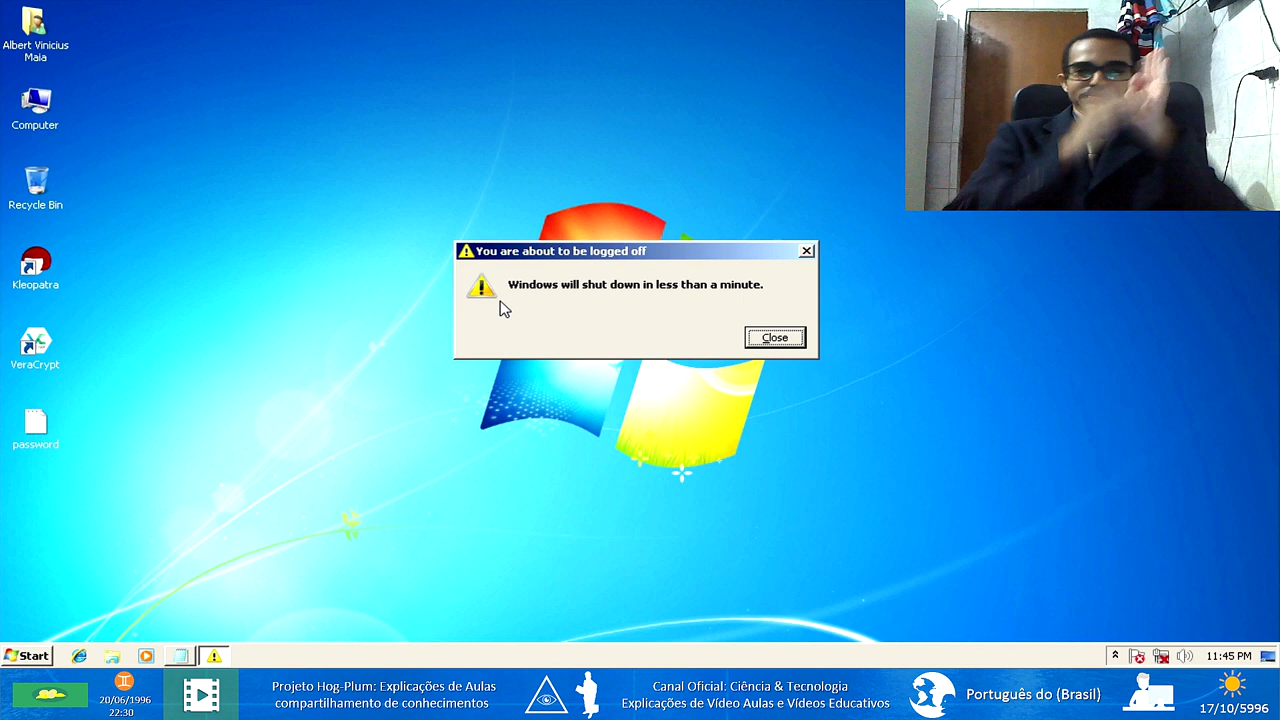 Albert Vinicius
Maia
Computer
Recycle Bin
Kleopatra
VeraCrypt
password
You are about to be logged off
Windows will shut down in less than a minute.
Close
Start
11:45 PM
20/06/1996
22:30
Projeto Hog-Plum: Explicações de Aulas
compartimento de conhecimentos
Canal Oficial: Ciência & Tecnologia
Explicações de Vídeo Aulas e Vídeos Educativos
Português do (Brasil)
17/10/5996